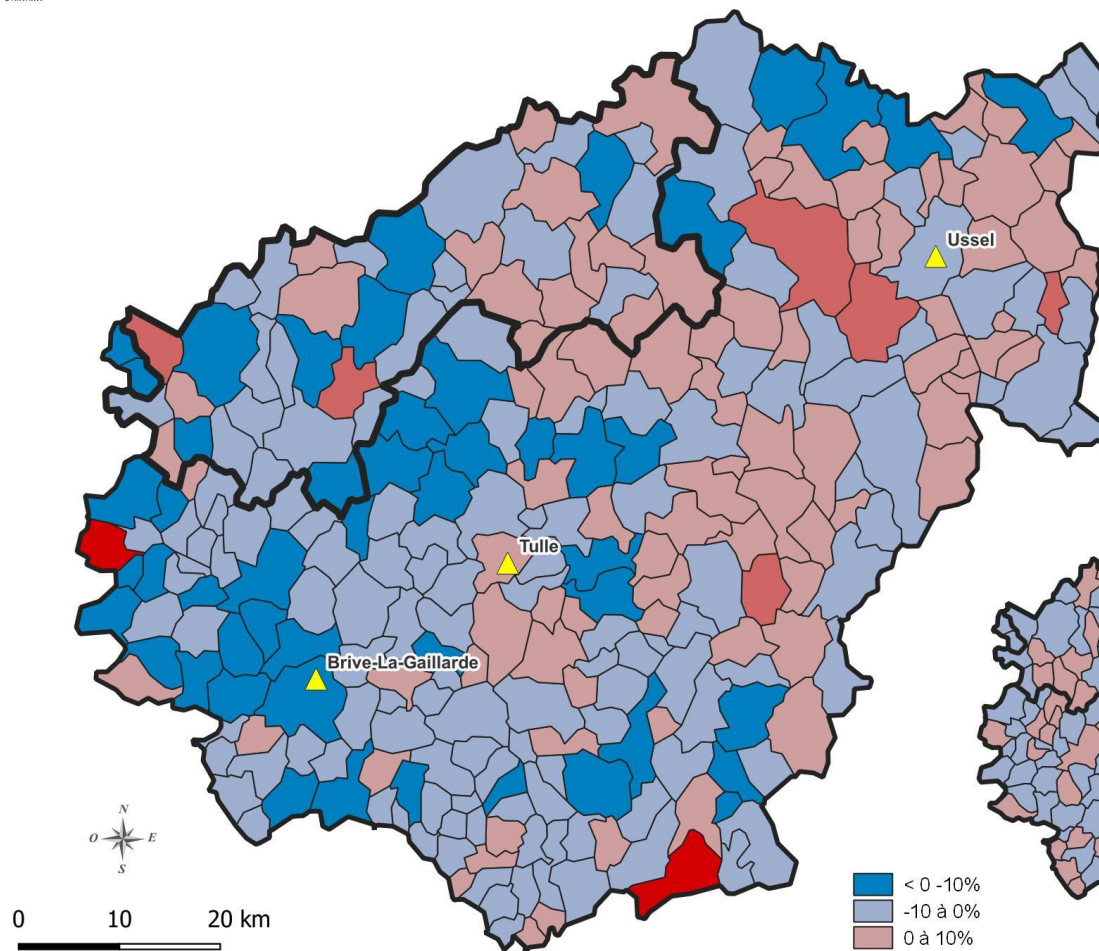 Ussel
Tulle
Brive-La-Gaillarde
N
O E
S
0 10 20 km
< 0 -10%
-10 à 0%
0 à 10%